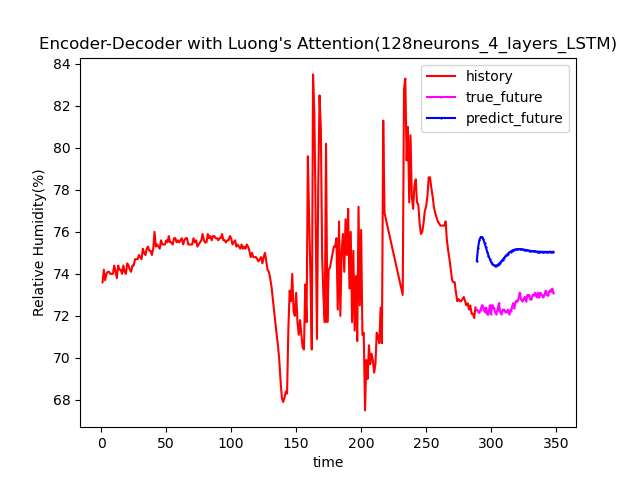 Encoder-Decoder with Luong's Attention(128neurons_4_layers_LSTM)
84
82
80
78
76
74
72
70
68
Relative Humidity(%)
history
true_future
predict_future
0
50
100
150
200
250
300
350
time